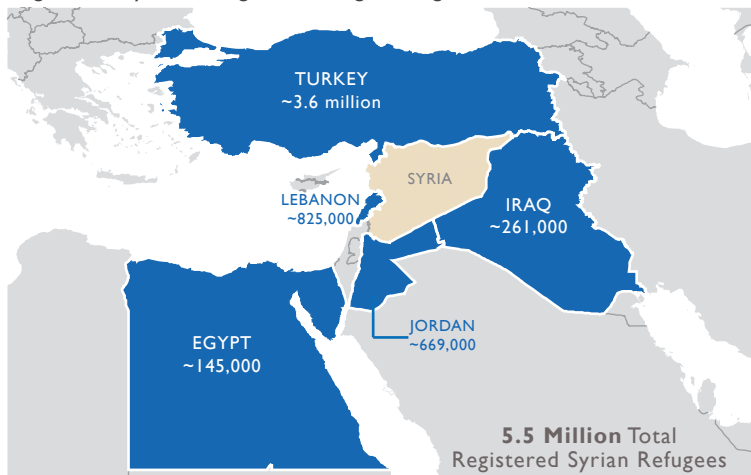 TURKEY
~3.6 million
SYRIA
LEBANON
~825,000
IRAQ
~261,000
JORDAN
~669,000
EGYPT
~145,000
5.5 Million Total
Registered Syrian Refugees